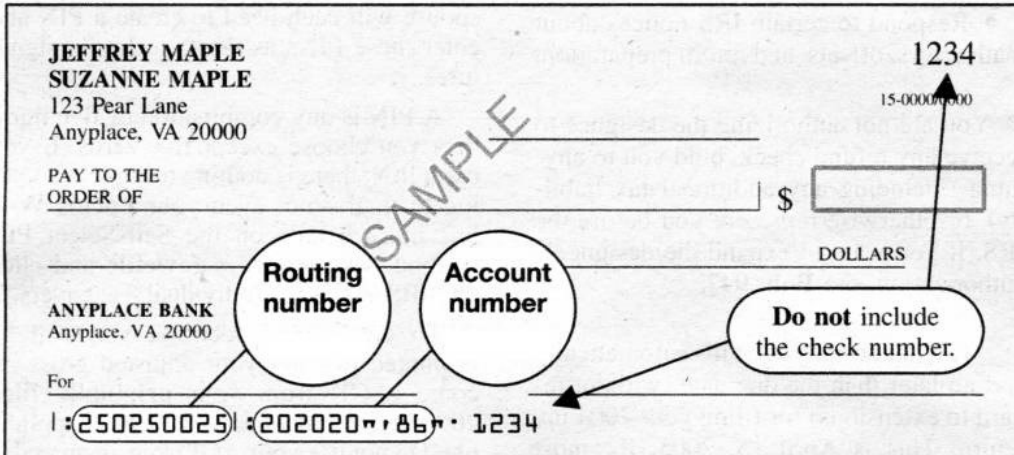 JEFFREY MAPLE
SUZANNE MAPLE
123 Pear Lane
Anyplace, VA 20000
1234
15-0000/0000
PAY TO THE
ORDER OF
$
SAMPLE
DOLLARS
Routing
number
Account
number
ANYPLACE BANK
Anyplace, VA 20000
Do not include
the check number.
For
|:250250025|:202020"'86". 1234